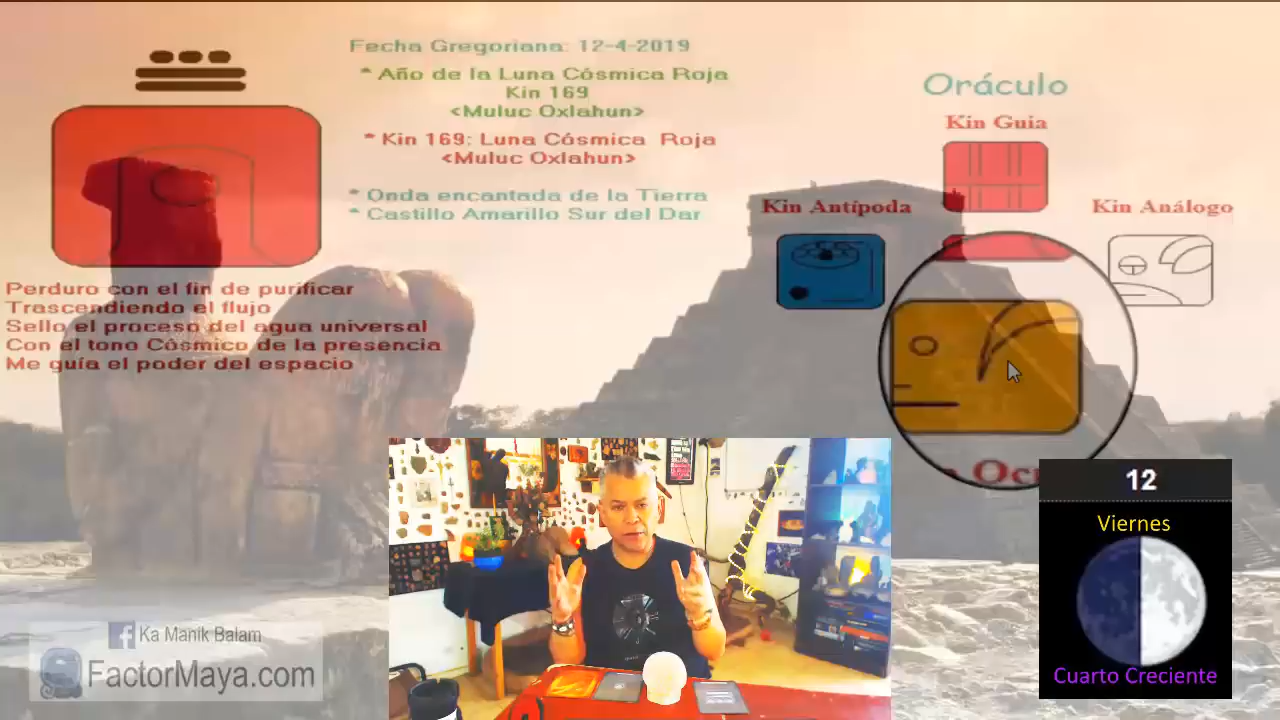 Fecha Gregoriana: 12-4-2019
* Año de la Luna Cósmica Roja
Kin 169
<Muluc Oxlahun>
* Kin 169: Luna Cósmica Roja
<Muluc Oxlahun>
* Onda encantada de la Tierra
* Castillo Amarillo Sur del Dar
Perduro con el fin de purificar
Trascendiendo el flujo
Sello el proceso del agua universal
Con el tono Cósmico de la presencia
Me guía el poder del espacio
Oráculo
Kin Guia
Kin Antípoda
Kin Análogo
12
Viernes
Cuarto Creciente
Ka Manik Balam
FactorMaya.com